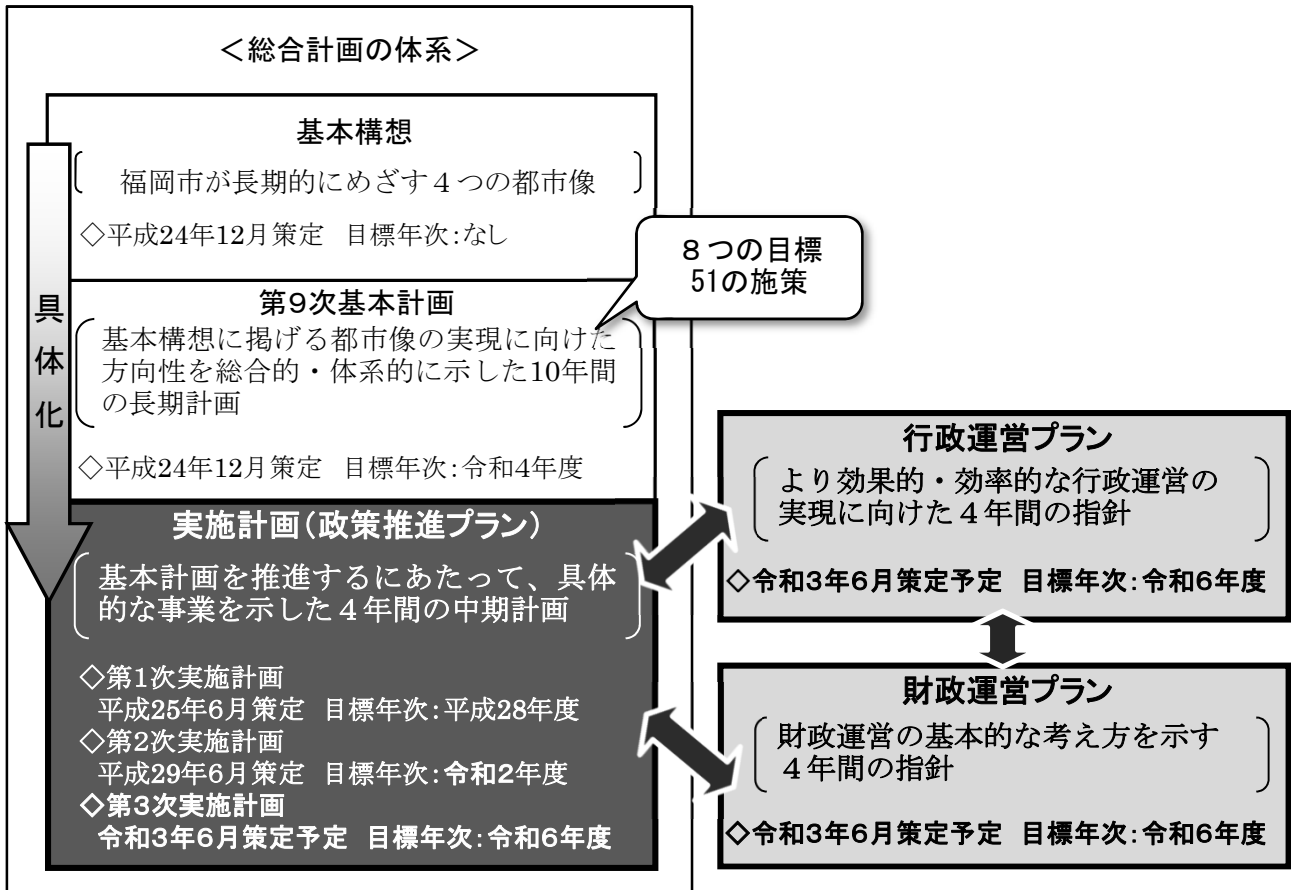 ＜総合計画の体系＞
基本構想
福岡市が長期的にめざす４つの都市像
◇平成24年12月策定　目標年次：なし
８つの目標
51の施策
具体化
第９次基本計画
基本構想に掲げる都市像の実現に向けた
方向性を総合的・体系的に示した10年間
の長期計画
◇平成24年12月策定　目標年次：令和4年度
実施計画（政策推進プラン）
基本計画を推進するにあたって、具体
的な事業を示した４年間の中期計画
◇第1次実施計画
平成25年6月策定　目標年次：平成28年度
◇第2次実施計画
平成29年6月策定　目標年次：令和2年度
◇第3次実施計画
令和3年6月策定予定　目標年次：令和6年度
行政運営プラン
より効果的・効率的な行政運営の
実現に向けた４年間の指針
◇令和3年6月策定予定　目標年次：令和6年度
財政運営プラン
財政運営の基本的な考え方を示す
４年間の指針
◇令和3年6月策定予定　目標年次：令和6年度